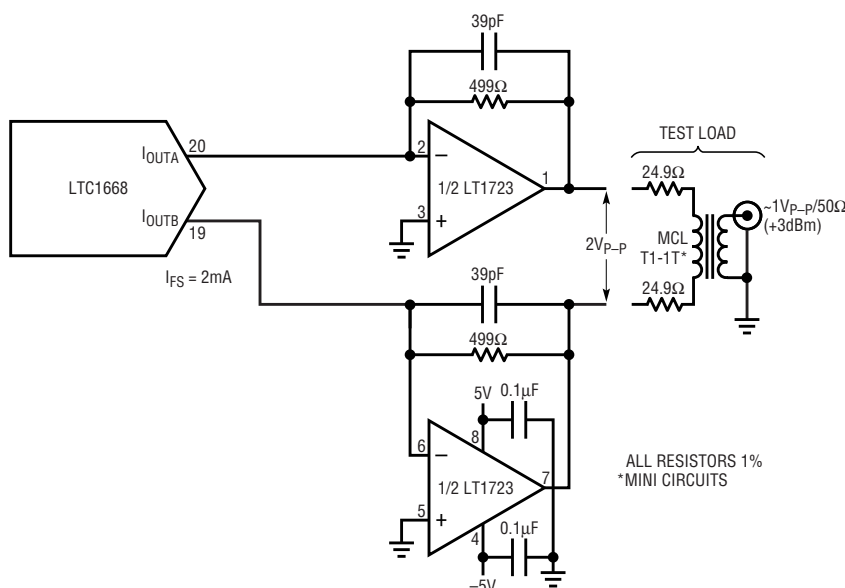 39pF
499Ω
LTC1668
I_OUTA
20
I_OUTB
19
I_FS = 2mA
2
–
1/2 LT1723
1
3
+
2V_P–P
TEST LOAD
24.9Ω
MCL
T1-1T*
24.9Ω
~1V_P–P/50Ω
(+3dBm)
39pF
499Ω
5V
0.1µF
8
6
–
1/2 LT1723
7
5
+
4
0.1µF
–5V
ALL RESISTORS 1%
*MINI CIRCUITS